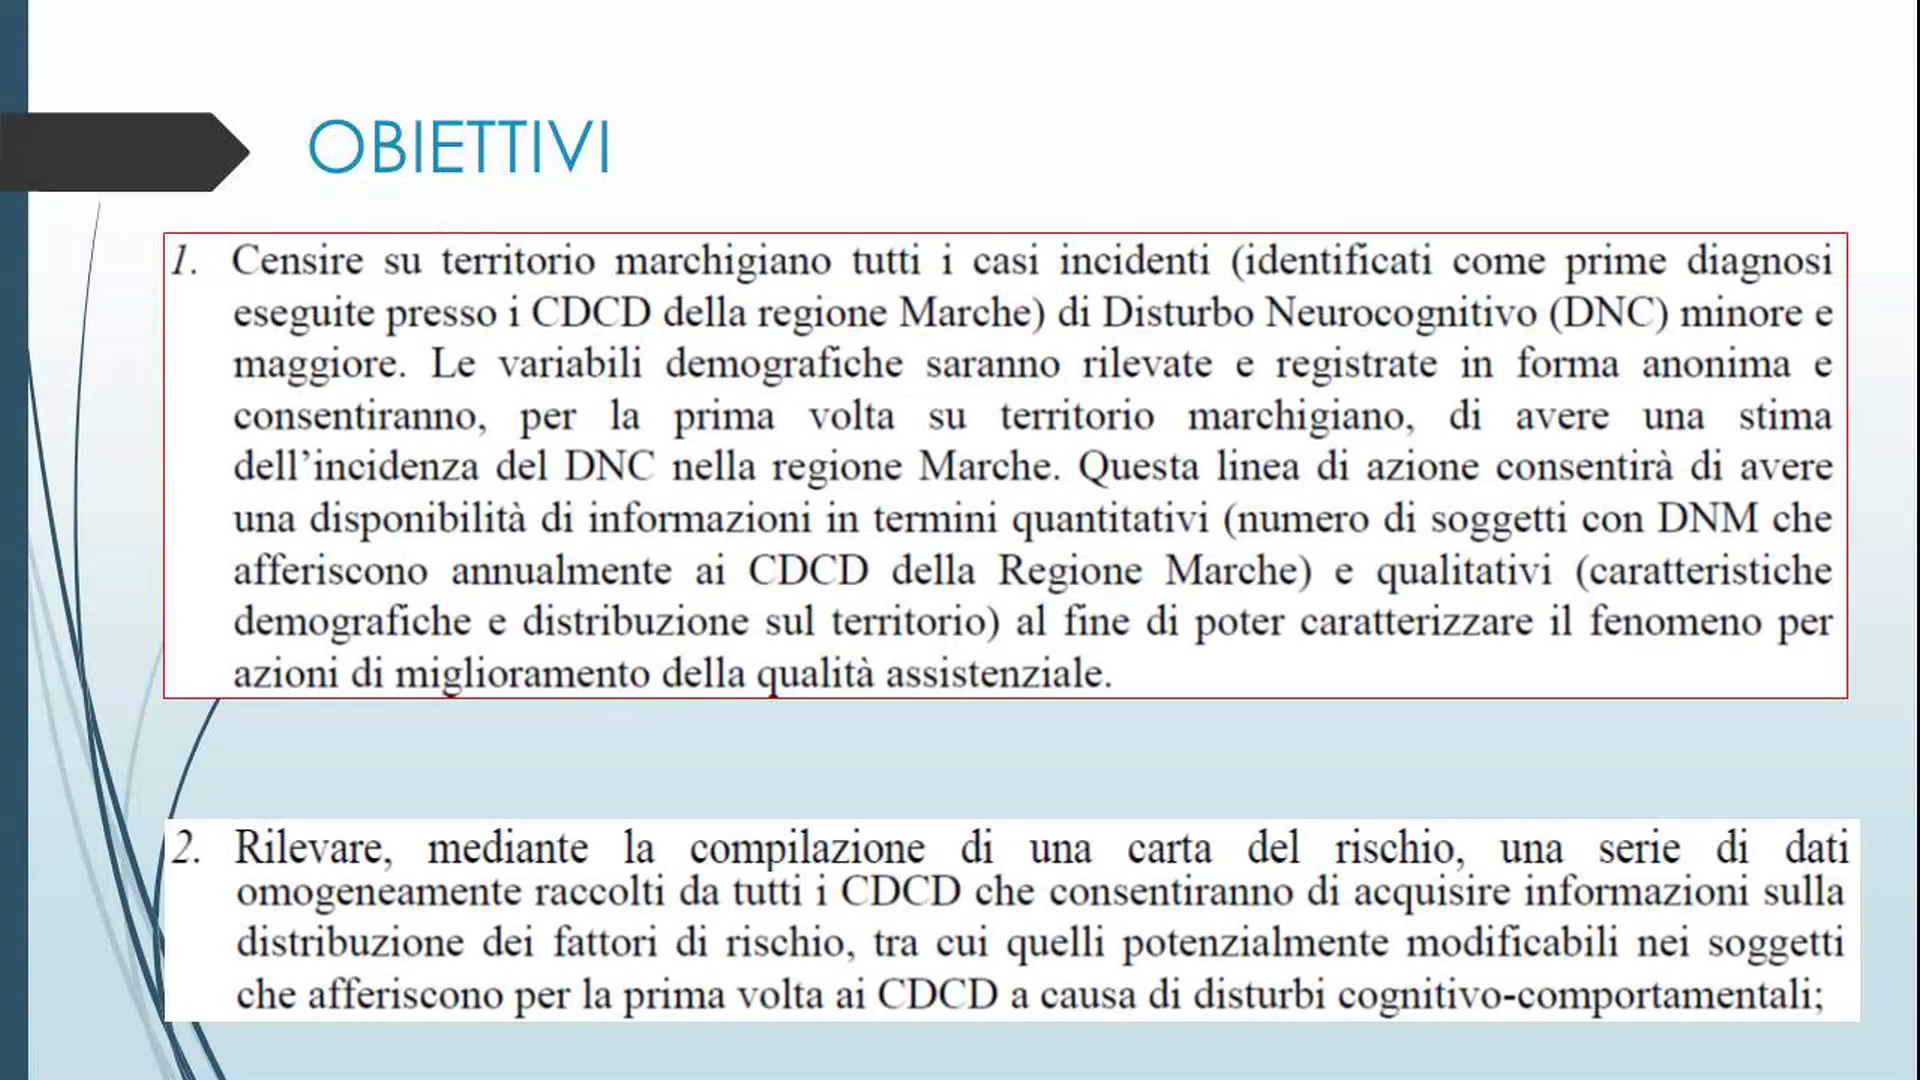 OBIETTIVI
1. Censire su territorio marchigiano tutti i casi incidenti (identificati come prime diagnosi
eseguite presso i CDCD della regione Marche) di Disturbo Neurocognitivo (DNC) minore e
maggiore. Le variabili demografiche saranno rilevate e registrate in forma anonima e
consentiranno, per la prima volta su territorio marchigiano, di avere una stima
dell’incidenza del DNC nella regione Marche. Questa linea di azione consentirà di avere
una disponibilità di informazioni in termini quantitativi (numero di soggetti con DNM che
afferiscono annualmente ai CDCD della Regione Marche) e qualitativi (caratteristiche
demografiche e distribuzione sul territorio) al fine di poter caratterizzare il fenomeno per
azioni di miglioramento della qualità assistenziale.
2. Rilevare, mediante la compilazione di una carta del rischio, una serie di dati
omogeneamente raccolti da tutti i CDCD che consentiranno di acquisire informazioni sulla
distribuzione dei fattori di rischio, tra cui quelli potenzialmente modificabili nei soggetti
che afferiscono per la prima volta ai CDCD a causa di disturbi cognitivo-comportamentali;